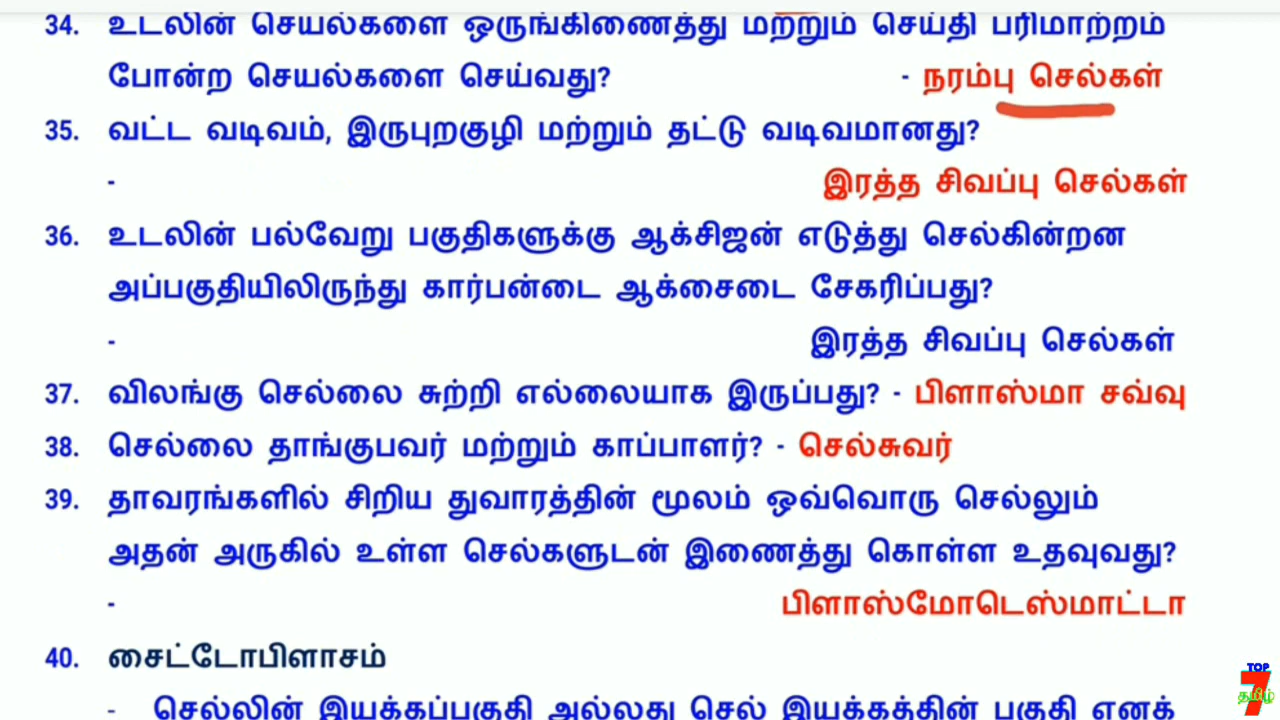 34. உடலின் செயல்களை ஒருங்கிணைத்து மற்றும் செய்தி பரிமாற்றம்
போன்ற செயல்களை செய்வது? - நரம்பு செல்கள்
35. வட்ட வடிவம், இருபுறகுழி மற்றும் தட்டு வடிவமானது?
- இரத்த சிவப்பு செல்கள்
36. உடலின் பல்வேறு பகுதிகளுக்கு ஆக்சிஜன் எடுத்து செல்கின்றன
அப்பகுதியிலிருந்து கார்பன்டை ஆக்சைடை சேகரிப்பது?
- இரத்த சிவப்பு செல்கள்
37. விலங்கு செல்லை சுற்றி எல்லையாக இருப்பது? - பிளாஸ்மா சவ்வு
38. செல்லை தாங்குபவர் மற்றும் காப்பாளர்? - செல்சுவர்
39. தாவரங்களில் சிறிய துவாரத்தின் மூலம் ஒவ்வொரு செல்லும்
அதன் அருகில் உள்ள செல்களுடன் இணைத்து கொள்ள உதவுவது?
- பிளாஸ்மோடெஸ்மாட்டா
40. சைட்டோபிளாசம்
- செல்லின் இயக்கப்பகுதி அல்லது செல் இயக்கத்தின் பகுதி எனக்
TOP
7
தமிழ்